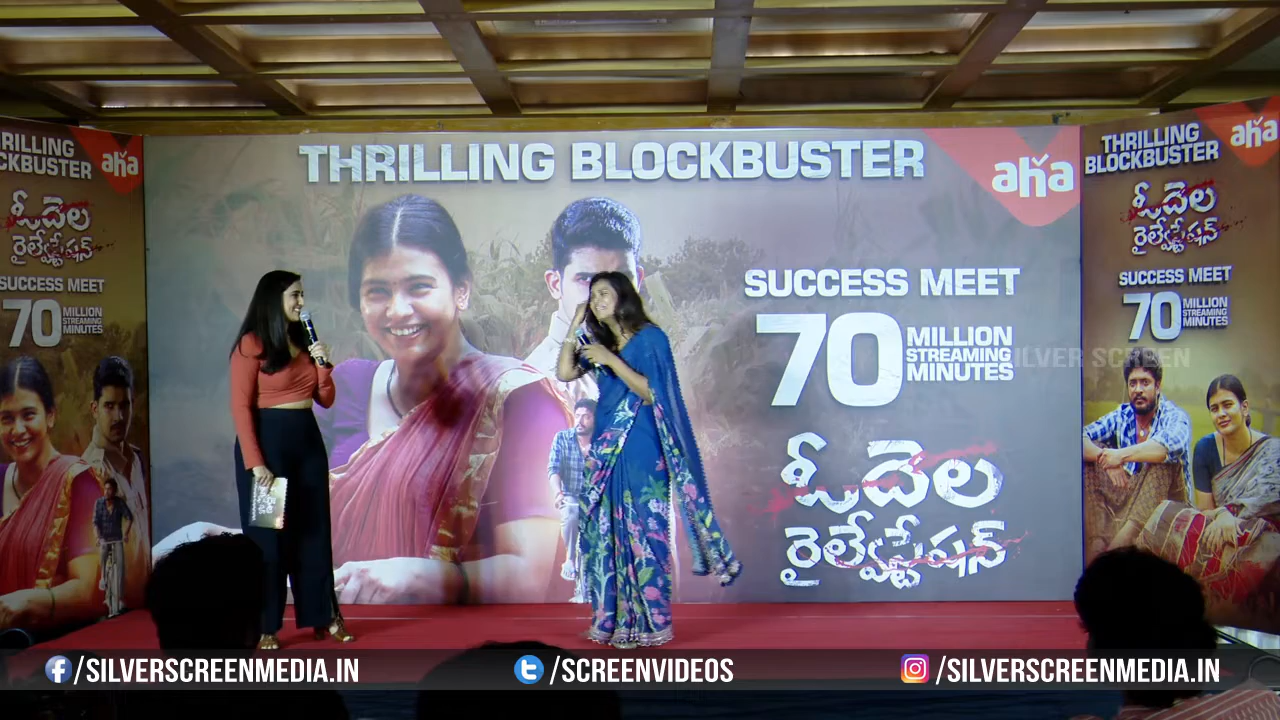 RILLING
CKBUSTER
aha
ఓదెల
రైల్వేస్టేషన్
SUCCESS MEET
70 MILLION
STREAMING
MINUTES
THRILLING BLOCKBUSTER
aha
SUCCESS MEET
70 MILLION
STREAMING
MINUTES
ఓదెల
రైల్వేస్టేషన్
THRILLING
BLOCKBUSTER
aha
ఓదెల
రైల్వేస్టేషన్
SUCCESS MEET
70 MILLION
STREAMING
MINUTES
SILVER SCREEN
/SILVERSCREENMEDIA.IN
/SCREENVIDEOS
/SILVERSCREENMEDIA.IN